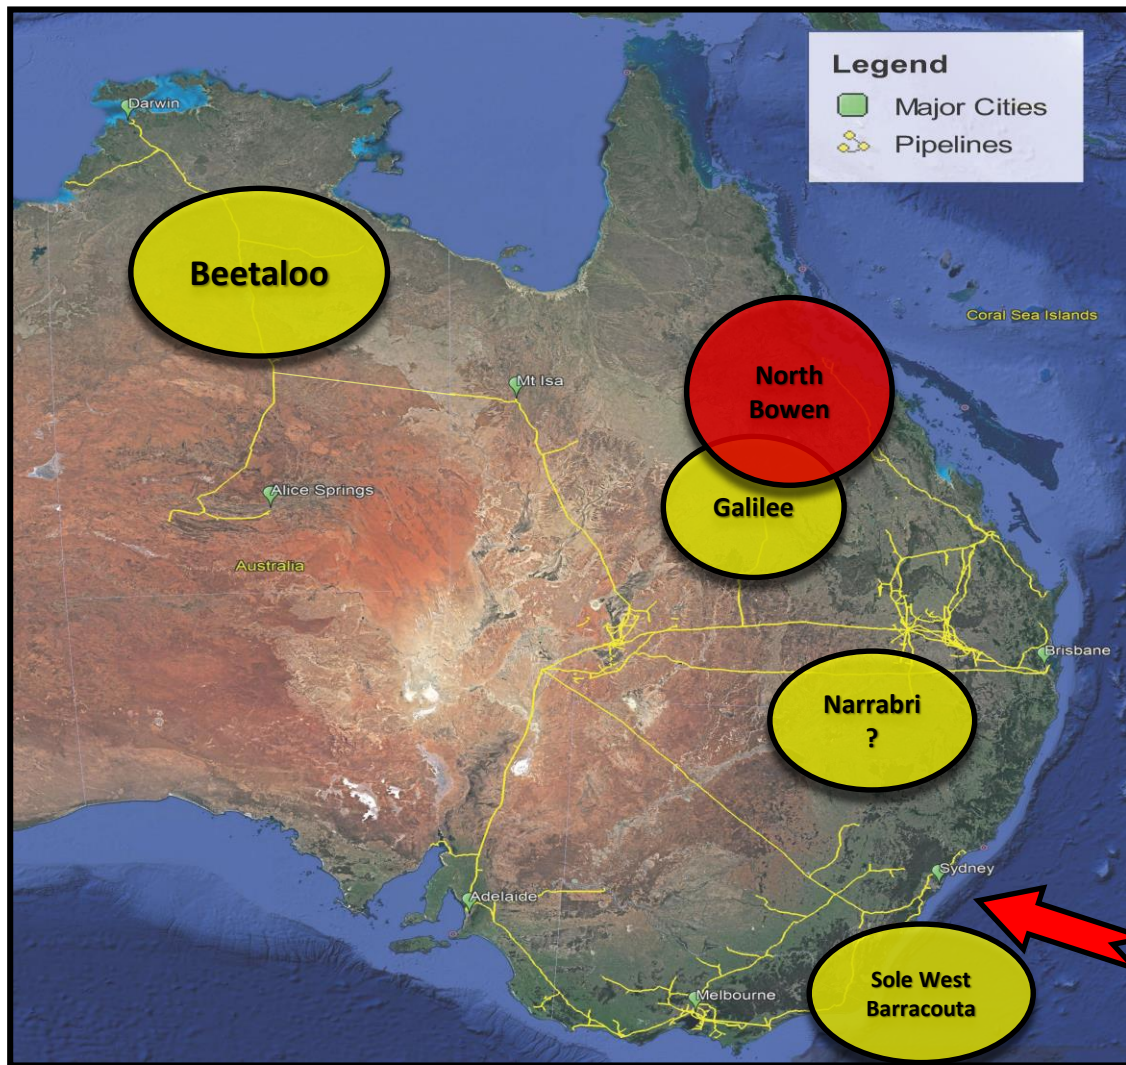 Legend
Major Cities
Pipelines
Darwin
Beetaloo
Coral Sea Islands
North
Bowen
Mt Isa
Alice Springs
Galilee
Australia
Brisbane
Narrabri
?
Sydney
Adelaide
Sole West
Barracouta
Melbourne